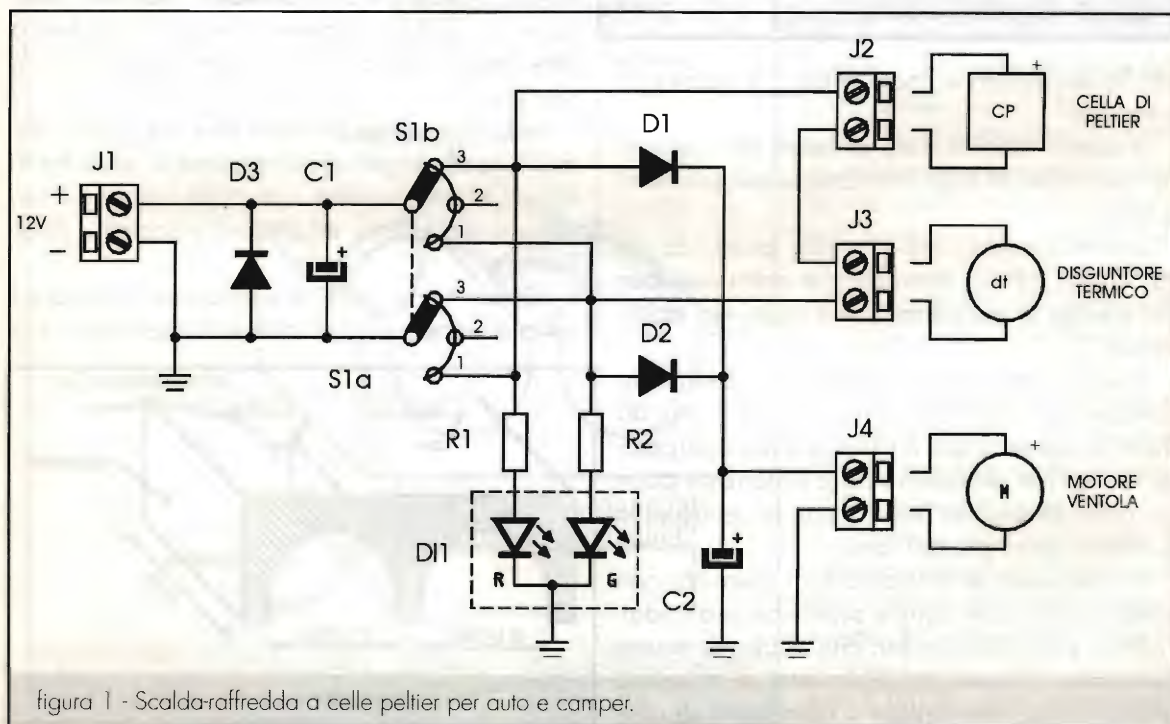 J2
+
CP
CELLA DI
PELTIER
S1b
D1
3
2
1
J1
D3
C1
+
12V
−
+
J3
dt
DISGIUNTORE
TERMICO
3
2
1
S1a
D2
R1
R2
J4
+
M
MOTORE
VENTOLA
DI1
R
G
C2
+
figura 1 - Scalda-raffredda a celle peltier per auto e camper.